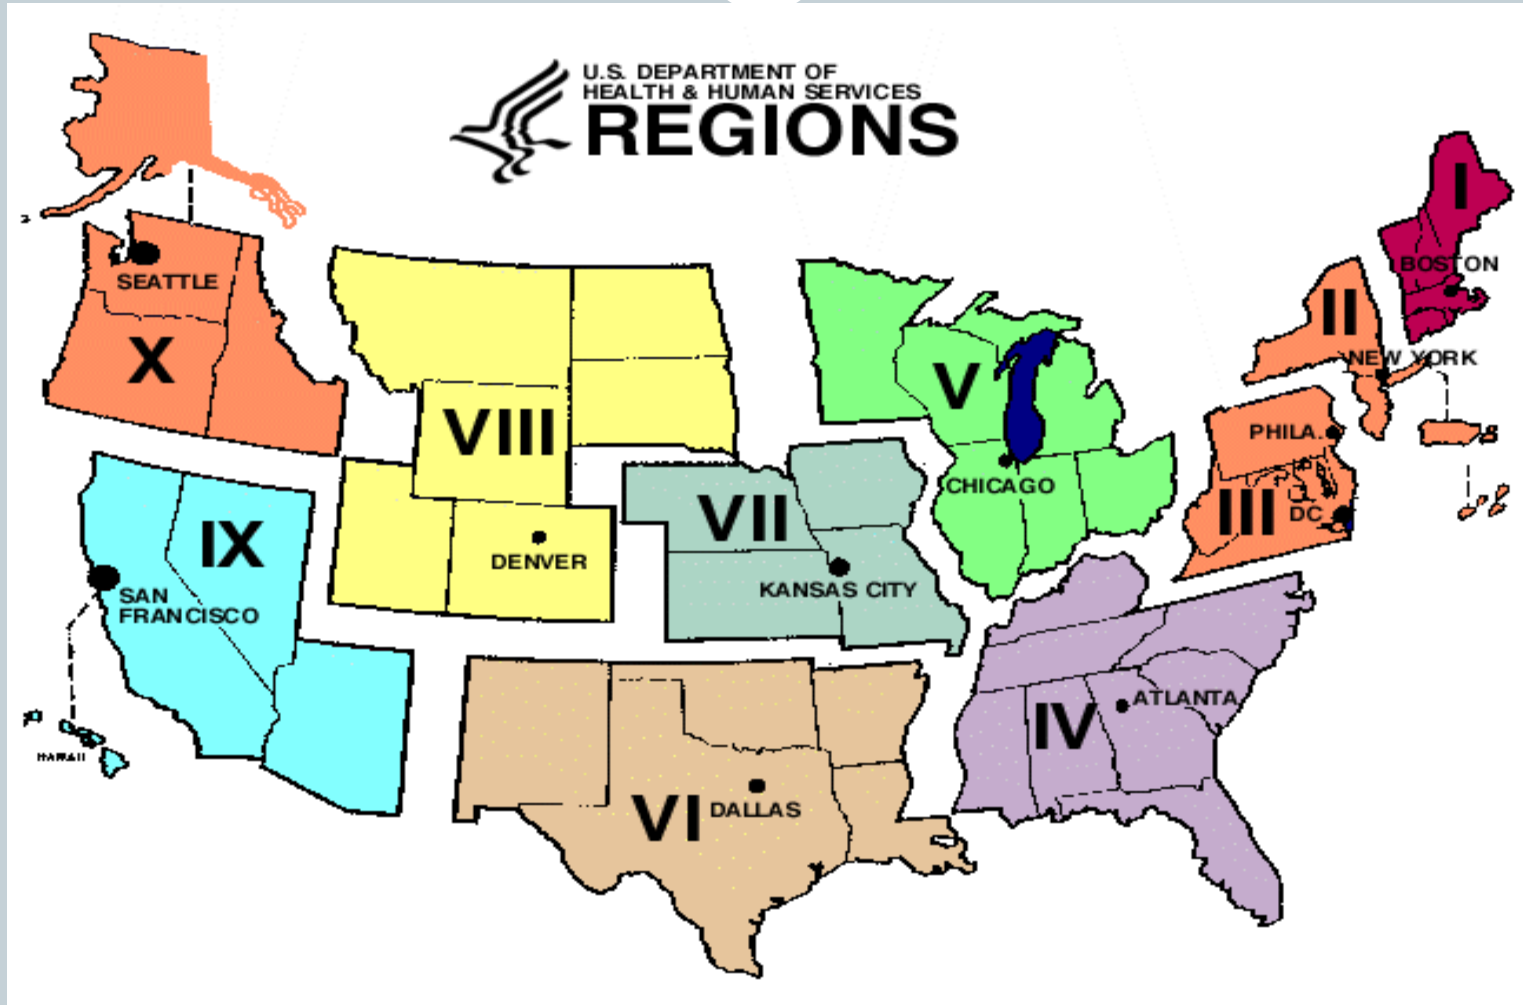 U.S. DEPARTMENT OF
HEALTH & HUMAN SERVICES
REGIONS
I
BOSTON
II
NEW YORK
SEATTLE
X
V
VIII
PHILA.
III
DC
CHICAGO
VII
IX
DENVER
KANSAS CITY
SAN
FRANCISCO
ATLANTA
IV
HAWAII
VI
DALLAS